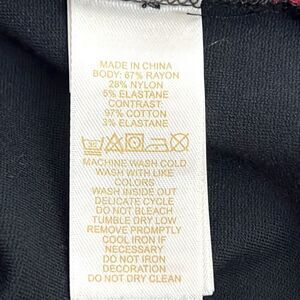 MADE IN CHINA
BODY: 67% RAYON
28% NYLON
5% ELASTANE
CONTRAST:
97% COTTON
3% ELASTANE
MACHINE WASH COLD
WASH WITH LIKE
COLORS
WASH INSIDE OUT
DELICATE CYCLE
DO NOT BLEACH
TUMBLE DRY LOW
REMOVE PROMPTLY
COOL IRON IF
NECESSARY
DO NOT IRON
DECORATION
DO NOT DRY CLEAN